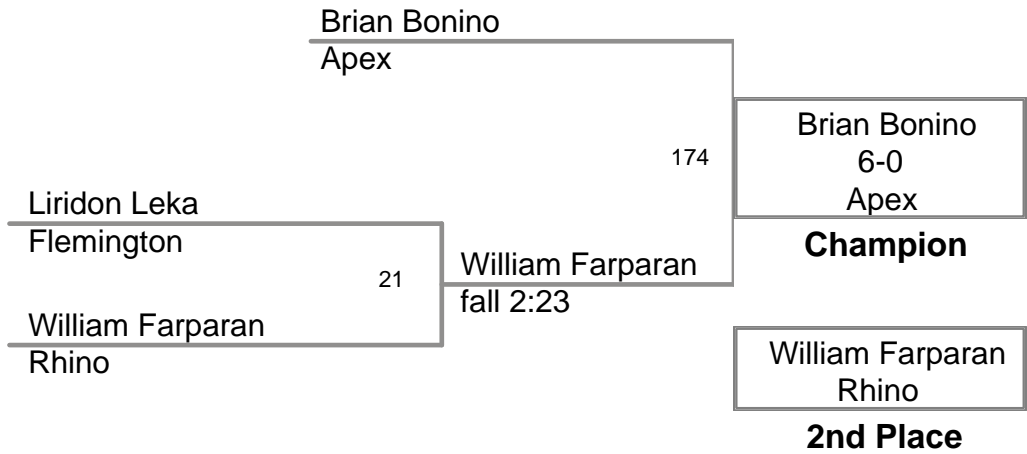 Brian Bonino
Apex
174
Brian Bonino
6-0
Apex
Champion
Liridon Leka
Flemington
21
William Farparan
fall 2:23
William Farparan
Rhino
William Farparan
Rhino
2nd Place